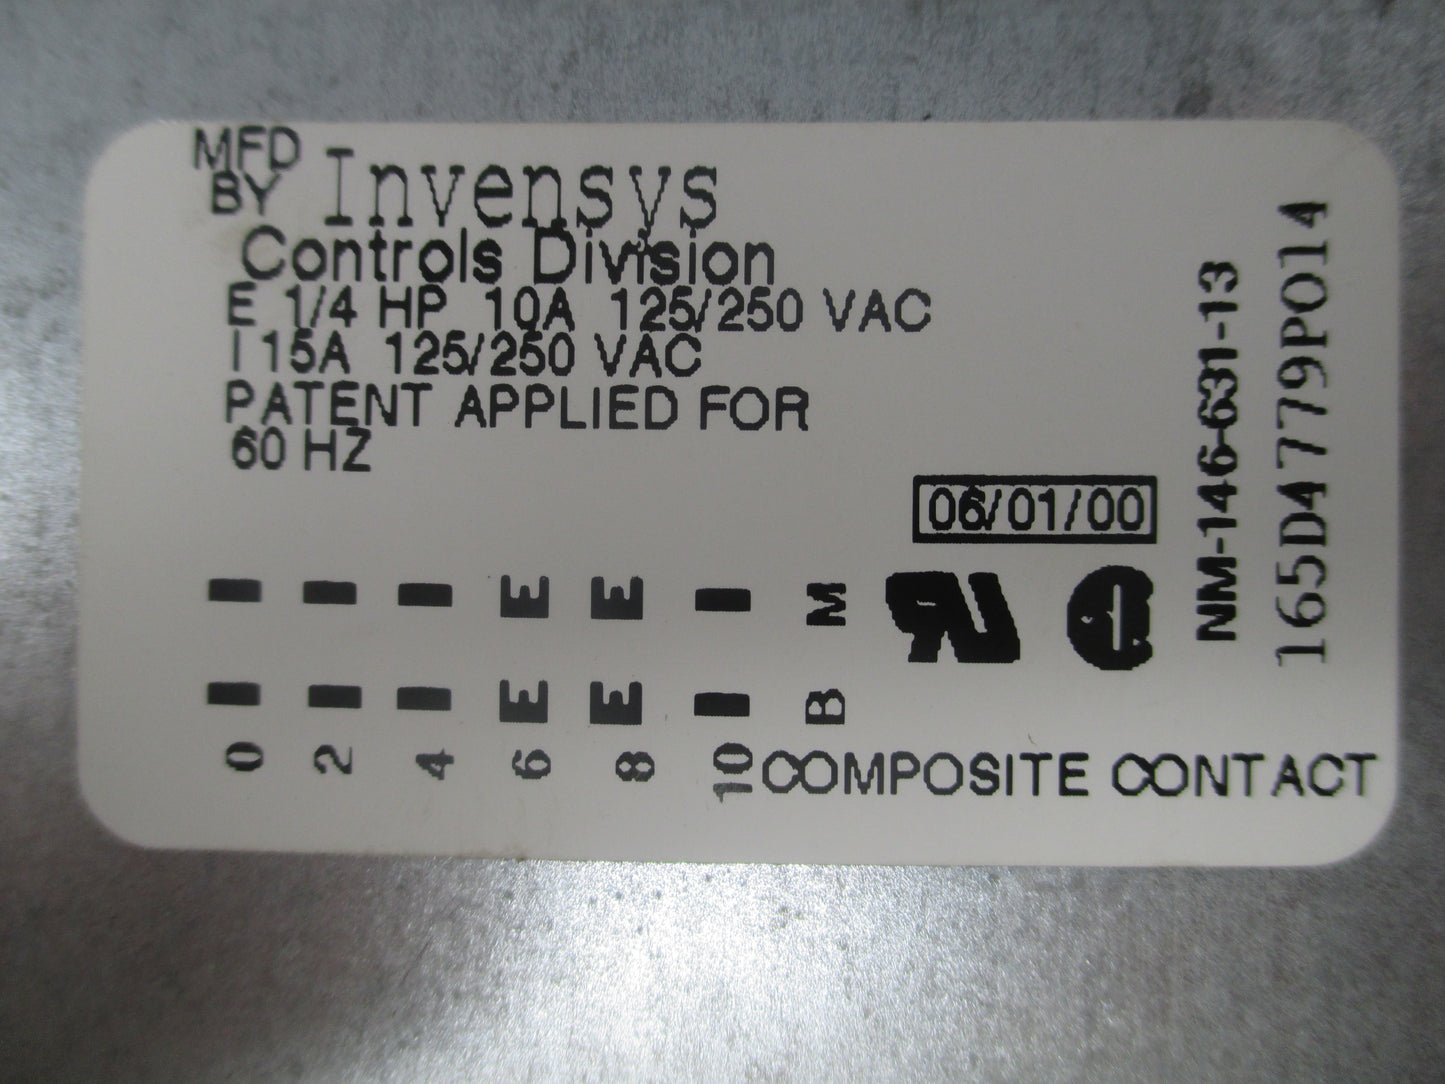 MFD
BY Invensys
Controls Division
E 1/4 HP 10A 125/250 VAC
I 15A 125/250 VAC
PATENT APPLIED FOR
60 HZ
06/01/00
I I I E E I M
I I I E E I B
0 2 4 6 8 10 COMPOSITE CONTACT
NM-146-631-13
165D4779P014